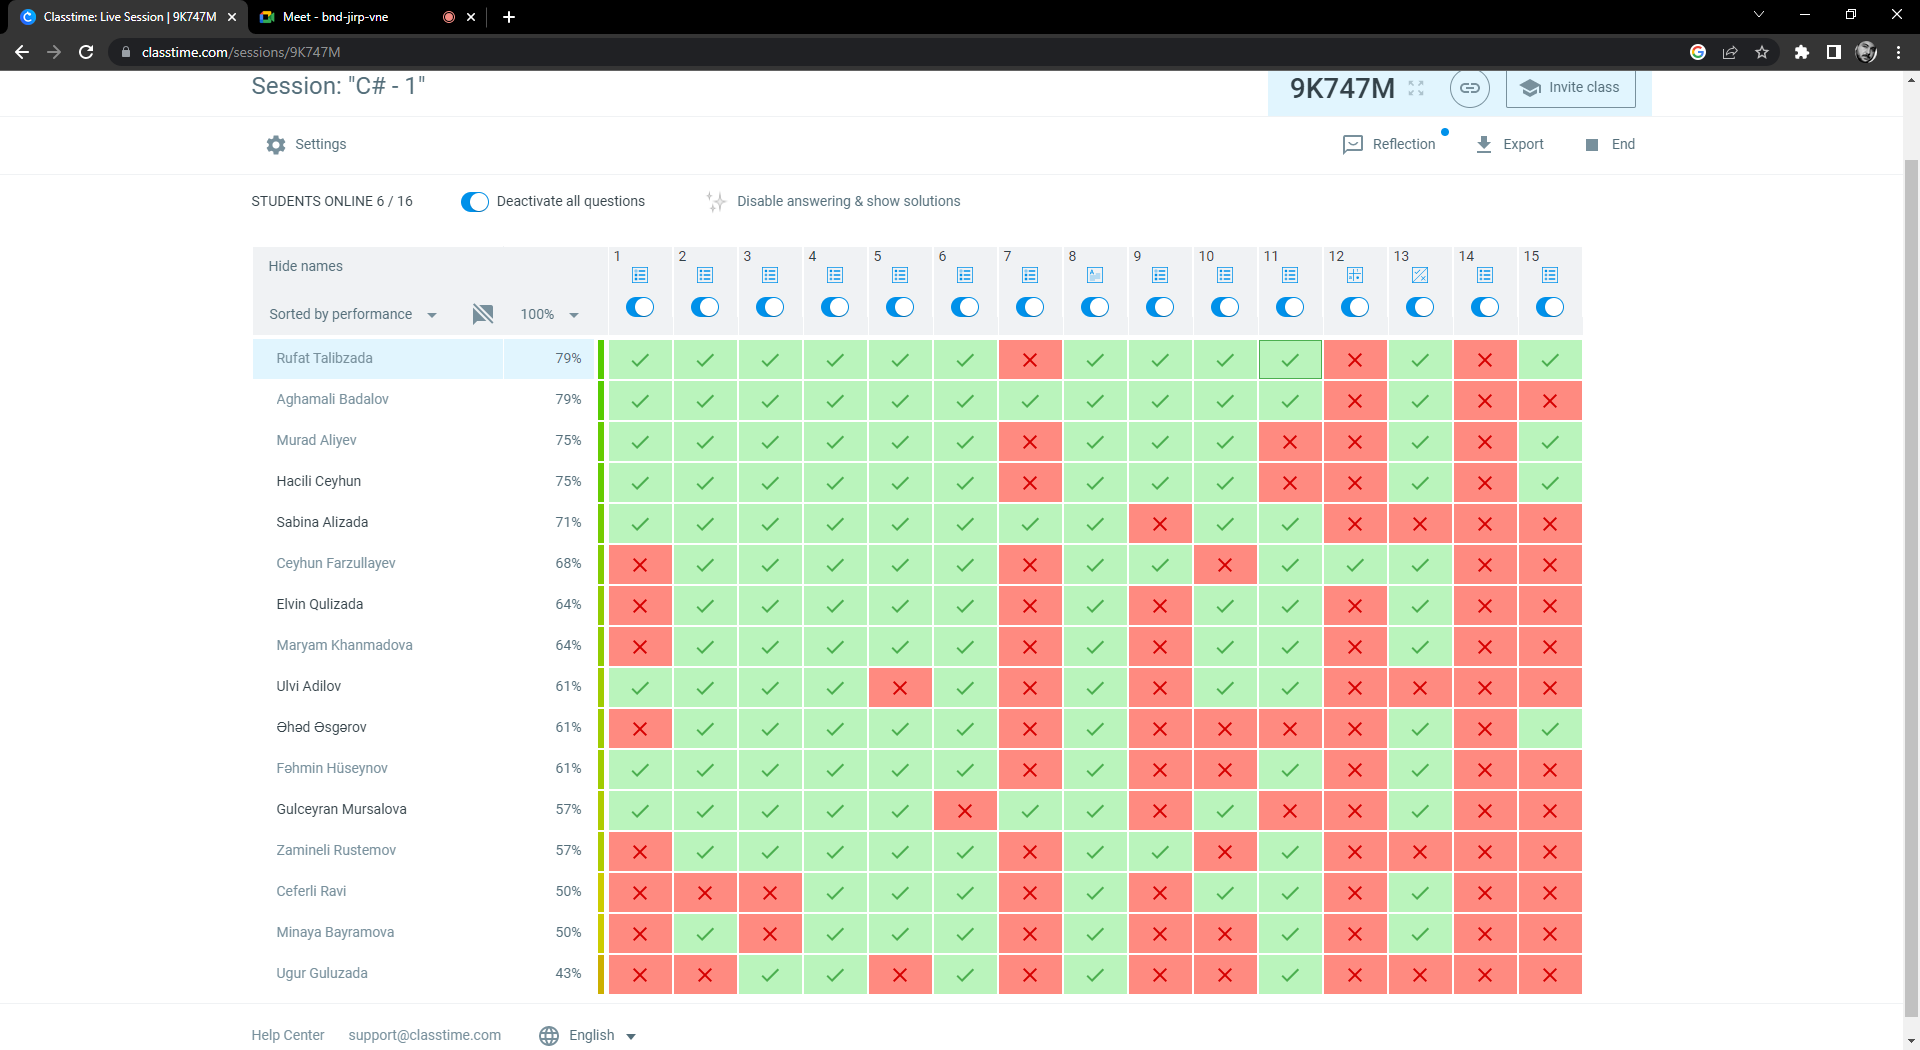 Classtime: Live Session | 9K747M
Meet - bnd-jirp-vne
classtime.com/sessions/9K747M
Session: "C# - 1"
9K747M
Invite class
Settings
Reflection
Export
End
STUDENTS ONLINE 6 / 16
Deactivate all questions
Disable answering & show solutions
Hide names
1 2 3 4 5 6 7 8 9 10 11 12 13 14 15
Sorted by performance
100%
Rufat Talibzada 79%
Aghamali Badalov 79%
Murad Aliyev 75%
Hacili Ceyhun 75%
Sabina Alizada 71%
Ceyhun Farzullayev 68%
Elvin Qulizada 64%
Maryam Khanmadova 64%
Ulvi Adilov 61%
Əhəd Əsgərov 61%
Fəhmin Hüseynov 61%
Gulceyran Mursalova 57%
Zamineli Rustemov 57%
Ceferli Ravi 50%
Minaya Bayramova 50%
Ugur Guluzada 43%
Help Center support@classtime.com English